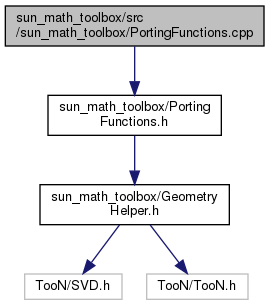 sun_math_toolbox/src
/sun_math_toolbox/PortingFunctions.cpp
sun_math_toolbox/Porting
Functions.h
sun_math_toolbox/Geometry
Helper.h
TooN/SVD.h
TooN/TooN.h